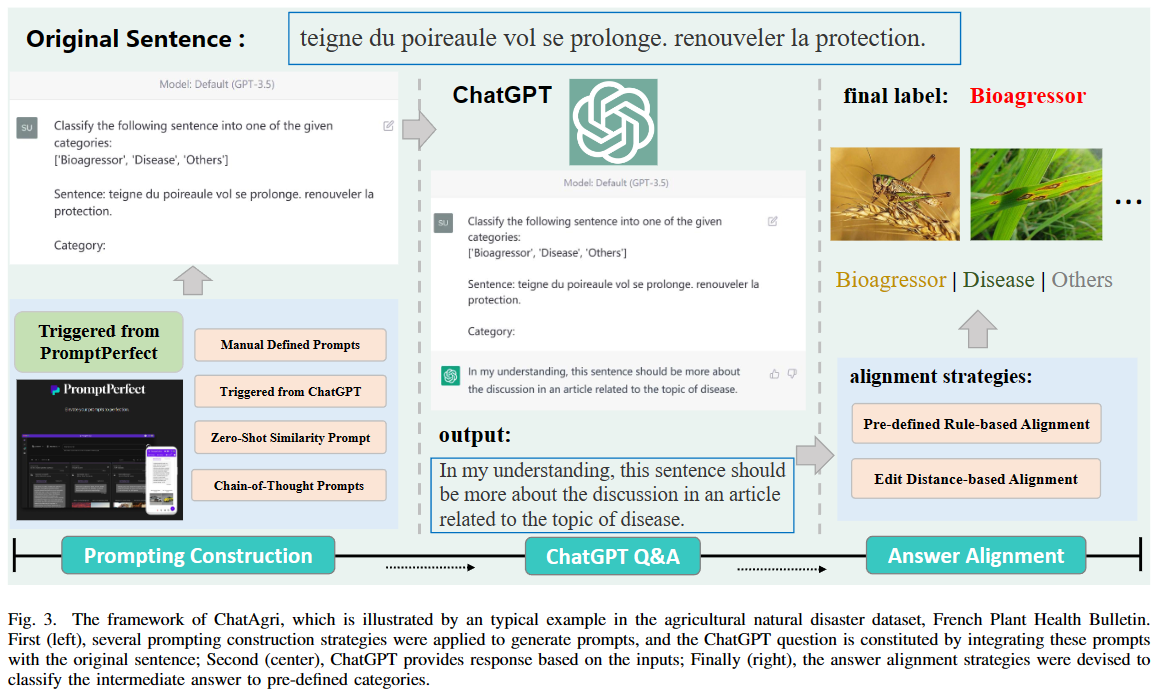 Original Sentence :
teigne du poireaule vol se prolonge. renouveler la protection.
Model: Default (GPT-3.5)
SU
Classify the following sentence into one of the given
categories:
['Bioagressor', 'Disease', 'Others']
Sentence: teigne du poireaule vol se prolonge. renouveler la
protection.
Category:
Triggered from
PromptPerfect
PromptPerfect
Manual Defined Prompts
Triggered from ChatGPT
Zero-Shot Similarity Prompt
Chain-of-Thought Prompts
Prompting Construction
ChatGPT
Model: Default (GPT-3.5)
SU
Classify the following sentence into one of the given
categories:
['Bioagressor', 'Disease', 'Others']
Sentence: teigne du poireaule vol se prolonge. renouveler la
protection.
Category:
In my understanding, this sentence should be more about
the discussion in an article related to the topic of disease.
output:
In my understanding, this sentence should
be more about the discussion in an article
related to the topic of disease.
ChatGPT Q&A
final label: Bioagressor
...
Bioagressor | Disease | Others
alignment strategies:
Pre-defined Rule-based Alignment
Edit Distance-based Alignment
Answer Alignment
Fig. 3. The framework of ChatAgri, which is illustrated by an typical example in the agricultural natural disaster dataset, French Plant Health Bulletin.
First (left), several prompting construction strategies were applied to generate prompts, and the ChatGPT question is constituted by integrating these prompts
with the original sentence; Second (center), ChatGPT provides response based on the inputs; Finally (right), the answer alignment strategies were devised to
classify the intermediate answer to pre-defined categories.